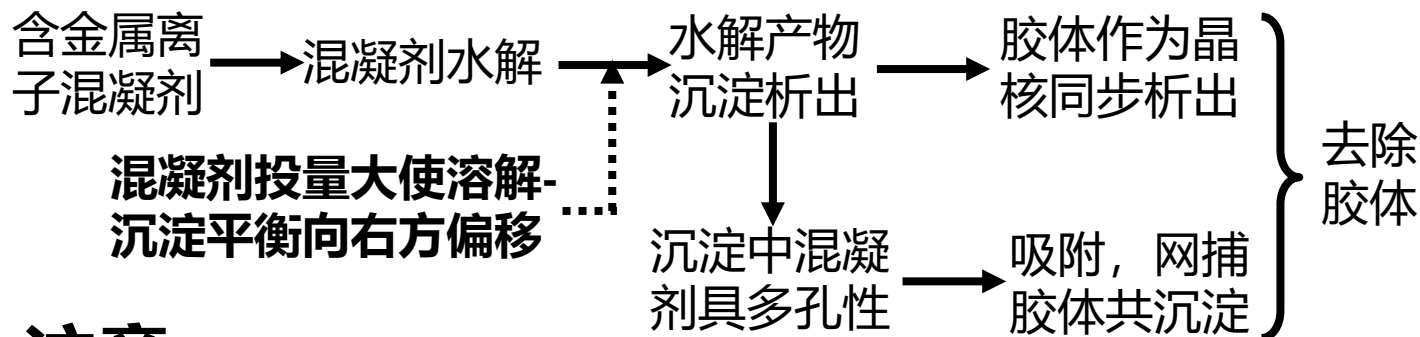 含金属离
子混凝剂
混凝剂水解
水解产物
沉淀析出
胶体作为晶
核同步析出
去除
胶体
混凝剂投量大使溶解-
沉淀平衡向右方偏移
沉淀中混凝
剂具多孔性
吸附，网捕
胶体共沉淀